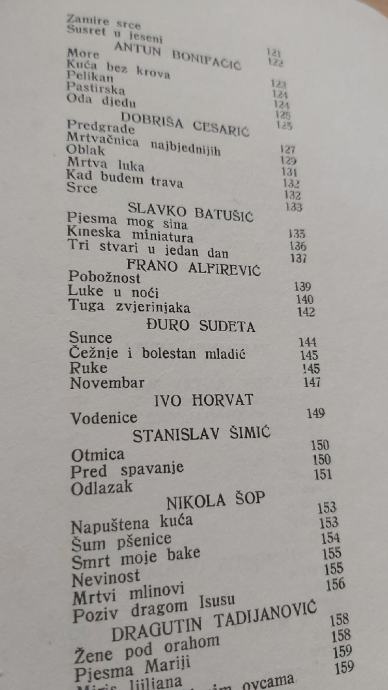 Zamire srce 121
Susret u jeseni 122
ANTUN BONIFAČIĆ
More 123
Kuća bez krova 124
Pelikan 124
Pastirska 125
Oda djedu 125
DOBRIŠA CESARIĆ
Predgrađe 127
Mrtvačnica najbjednijih 129
Oblak 131
Mrtva luka 132
Kad budem trava 132
Srce 133
SLAVKO BATUŠIĆ
Pjesma mog sina 135
Kineska miniatura 136
Tri stvari u jedan dan 137
FRANO ALFIREVIĆ
Pobožnost 139
Luke u noći 140
Tuga zvjerinjaka 142
ĐURO SUDETA
Sunce 144
Čežnje i bolestan mladić 145
Ruke 145
Novembar 147
IVO HORVAT
Vodenice 149
STANISLAV ŠIMIĆ
Otmica 150
Pred spavanje 150
Odlazak 151
NIKOLA ŠOP
Napuštena kuća 153
Šum pšenice 153
Smrt moje bake 154
Nevinost 155
Mrtvi mlinovi 155
Poziv dragom Isusu 156
DRAGUTIN TADIJANOVIĆ
Žene pod orahom 158
Pjesma Mariji 158
ljiljana 159
ovcama 159